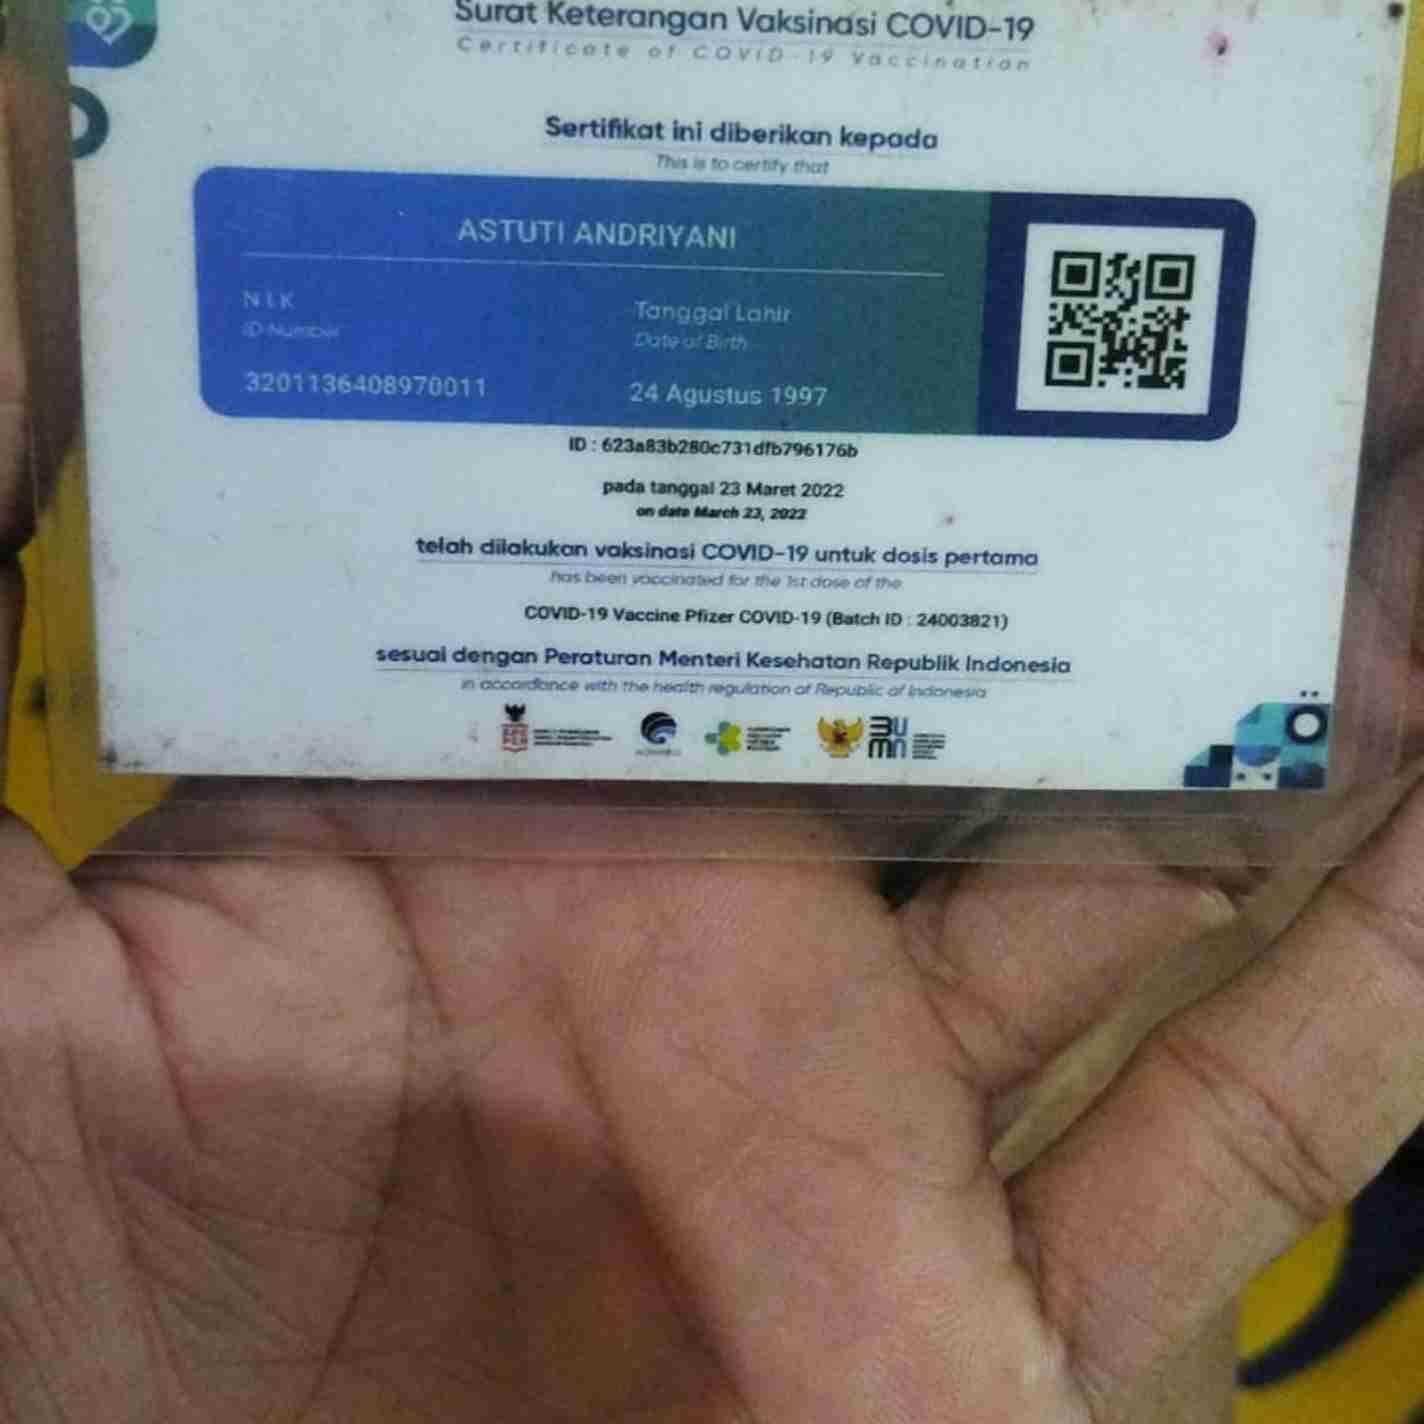 Surat Keterangan Vaksinasi COVID-19
Certificate of COVID-19 Vaccination
Sertifikat ini diberikan kepada
This is to certify that
ASTUTI ANDRIYANI
NIK
ID Number
3201136408970011
Tanggal Lahir
Date of Birth
24 Agustus 1997
ID : 623a83b280c731dfb796176b
pada tanggal 23 Maret 2022
on date March 23, 2022
telah dilakukan vaksinasi COVID-19 untuk dosis pertama
has been vaccinated for the 1st dose of the
COVID-19 Vaccine Pfizer COVID-19 (Batch ID : 24003821)
sesuai dengan Peraturan Menteri Kesehatan Republik Indonesia
in accordance with the health regulation of Republic of Indonesia
BUMN